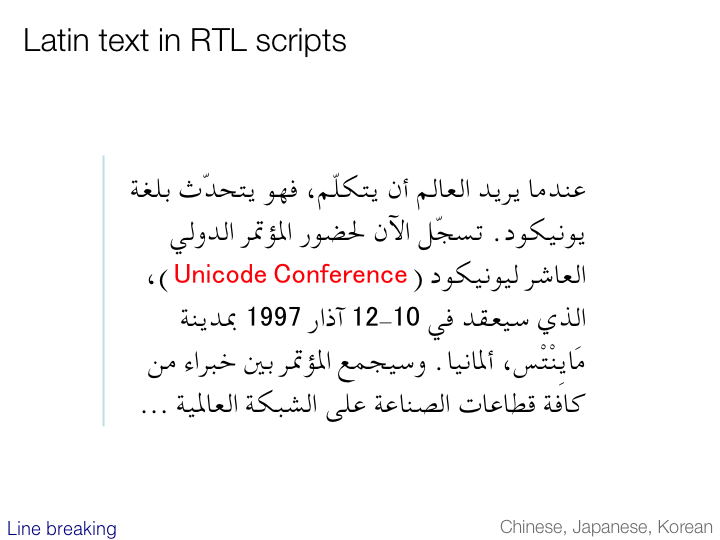 Latin text in RTL scripts
عندما يريد العالم أن يتكلّم، فهو يتحدّث بلغة
يونيكود. تسجّل الآن لحضور المؤتمر الدولي
العاشر ليونيكود (Unicode Conference)،
الذي سيعقد في 10–12 آذار 1997 بمدينة
مَايِنْتْس، ألمانيا. وسيجمع المؤتمر بين خبراء من
كافة قطاعات الصناعة على الشبكة العالمية ...
Line breaking
Chinese, Japanese, Korean